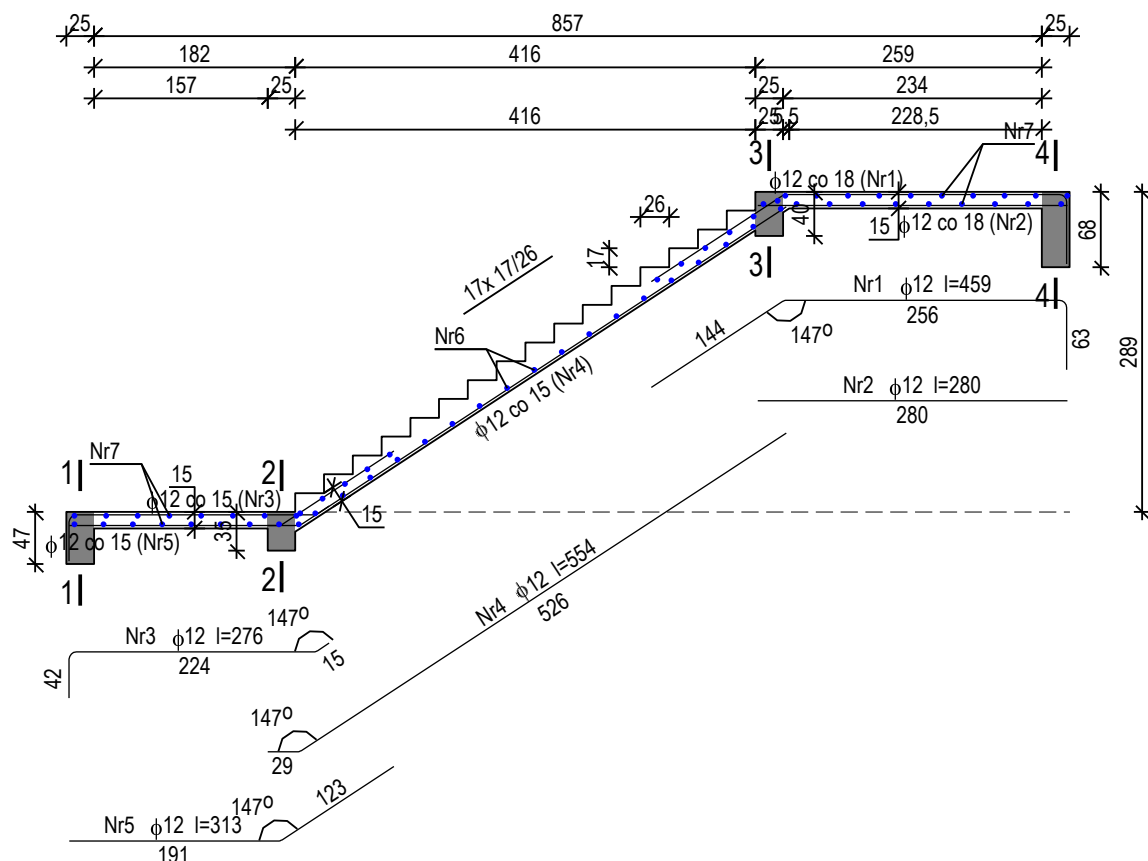 25 857 25
182 416 259
157 25 25 234
416 25 5,5 228,5
3 4 Nr7
ϕ12 co 18 (Nr1)
26 40
15 ϕ12 co 18 (Nr2) 68
17 3 4
17x 17/26
Nr1 ϕ12 l=459
256
144 147º 63
289
Nr6
Nr2 ϕ12 l=280
280
ϕ12 co 15 (Nr4)
Nr7
1 15 2
ϕ12 co 15 (Nr3)
15
47 35
ϕ12 co 15 (Nr5)
1 2
Nr4 ϕ12 l=554
526
147º
Nr3 ϕ12 l=276
224 15
42
147º
29
147º 123
Nr5 ϕ12 l=313
191